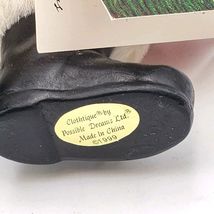 Clothtique® by
Possible Dreams Ltd.
Made in China
©1999